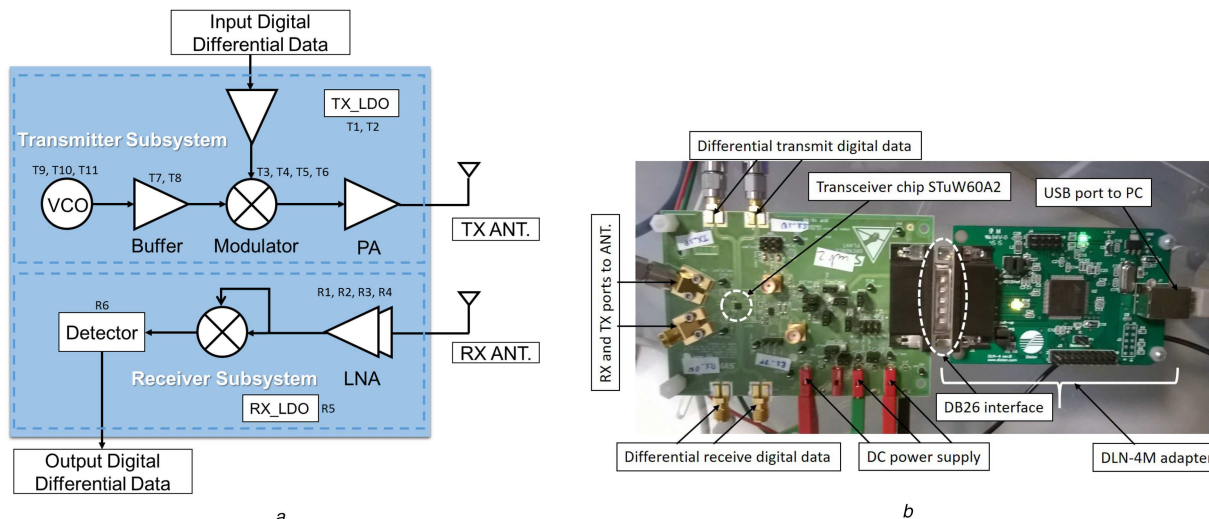 Input Digital
Differential Data
TX_LDO
T1, T2
Transmitter Subsystem
T9, T10, T11
T7, T8
T3, T4, T5, T6
VCO
Buffer
Modulator
PA
TX ANT.
R1, R2, R3, R4
R6
Detector
Receiver Subsystem
LNA
RX ANT.
RX_LDO
R5
Output Digital
Differential Data
a
Differential transmit digital data
Transceiver chip STuW60A2
USB port to PC
RX and TX ports to ANT.
DB26 interface
Differential receive digital data
DC power supply
DLN-4M adapter
b